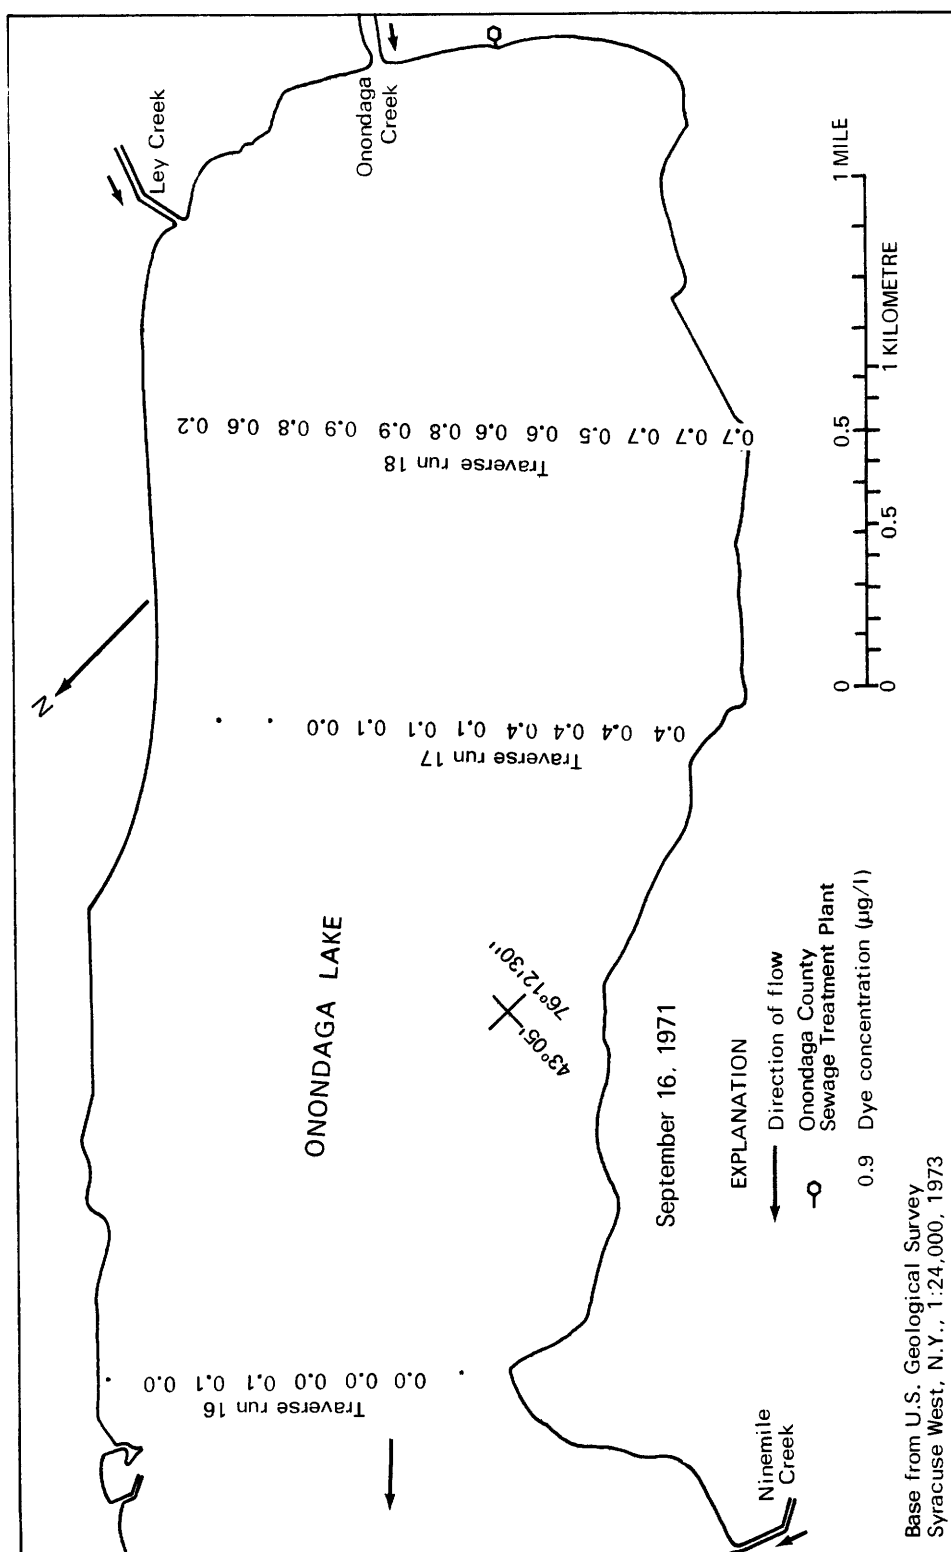 Ley Creek
Onondaga
Creek
N
0.7 0.7 0.7 0.5 0.6 0.6 0.8 0.9 0.9 0.8 0.6 0.2
Traverse run 18
0.4 0.4 0.4 0.4 0.1 0.1 0.1 0.0
Traverse run 17
0.0 0.0 0.0 0.1 0.1 0.0
Traverse run 16
ONONDAGA LAKE
43°05'
76°12'30"
September 16, 1971
Ninemile
Creek
EXPLANATION
Direction of flow
Onondaga County
Sewage Treatment Plant
0.9 Dye concentration (µg/l)
0 0.5 1 MILE
0 0.5 1 KILOMETRE
Base from U.S. Geological Survey
Syracuse West, N.Y., 1:24,000, 1973